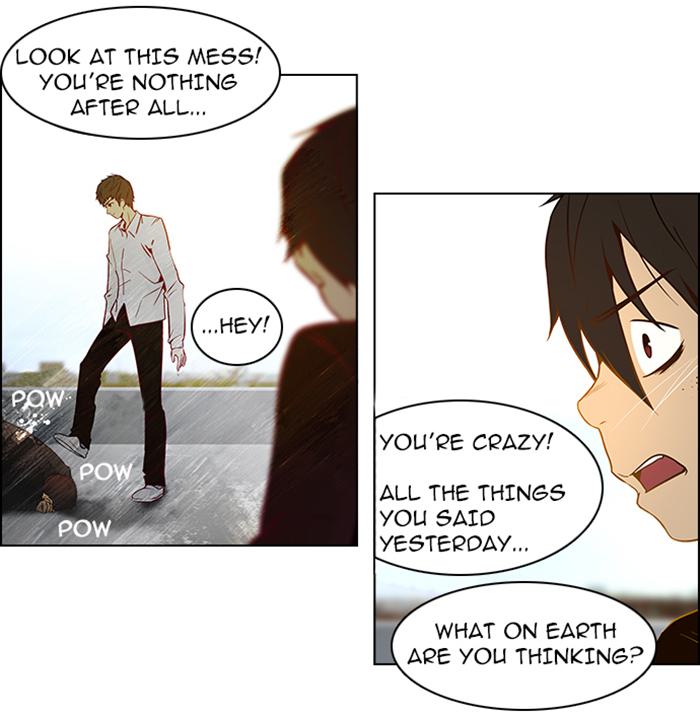 LOOK AT THIS MESS!
YOU'RE NOTHING
AFTER ALL...
...HEY!
POW
POW
POW
YOU'RE CRAZY!
ALL THE THINGS
YOU SAID
YESTERDAY...
WHAT ON EARTH
ARE YOU THINKING?